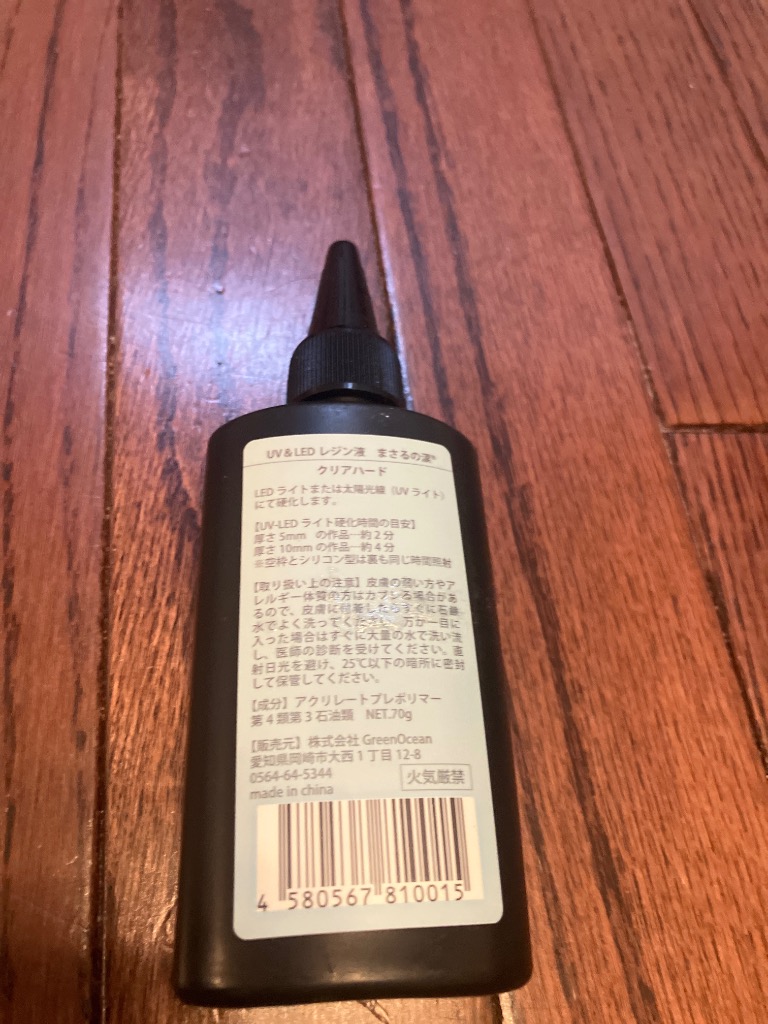 UV&LED レジン液 まさるの涙®
クリアハード
LED ライトまたは太陽光線（UV ライト）
にて硬化します。
【UV-LED ライト硬化時間の目安】
厚さ 5mm の作品…約 2 分
厚さ 10mm の作品…約 4 分
※空枠とシリコン型は裏も同じ時間照射
【取り扱い上の注意】皮膚の弱い方やア
レルギー体質の方はカブレる場合があ
るので、皮膚に付着したらすぐに石鹸
水でよく洗ってください。万が一目に
入った場合はすぐに大量の水で洗い流
し、医師の診断を受けてください。直
射日光を避け、25℃以下の暗所に密封
して保管してください。
【成分】アクリレートプレポリマー
第 4 類第 3 石油類 NET.70g
【販売元】株式会社 GreenOcean
愛知県岡崎市大西 1 丁目 12-8
0564-64-5344
火気厳禁
made in china
4 580567 810015